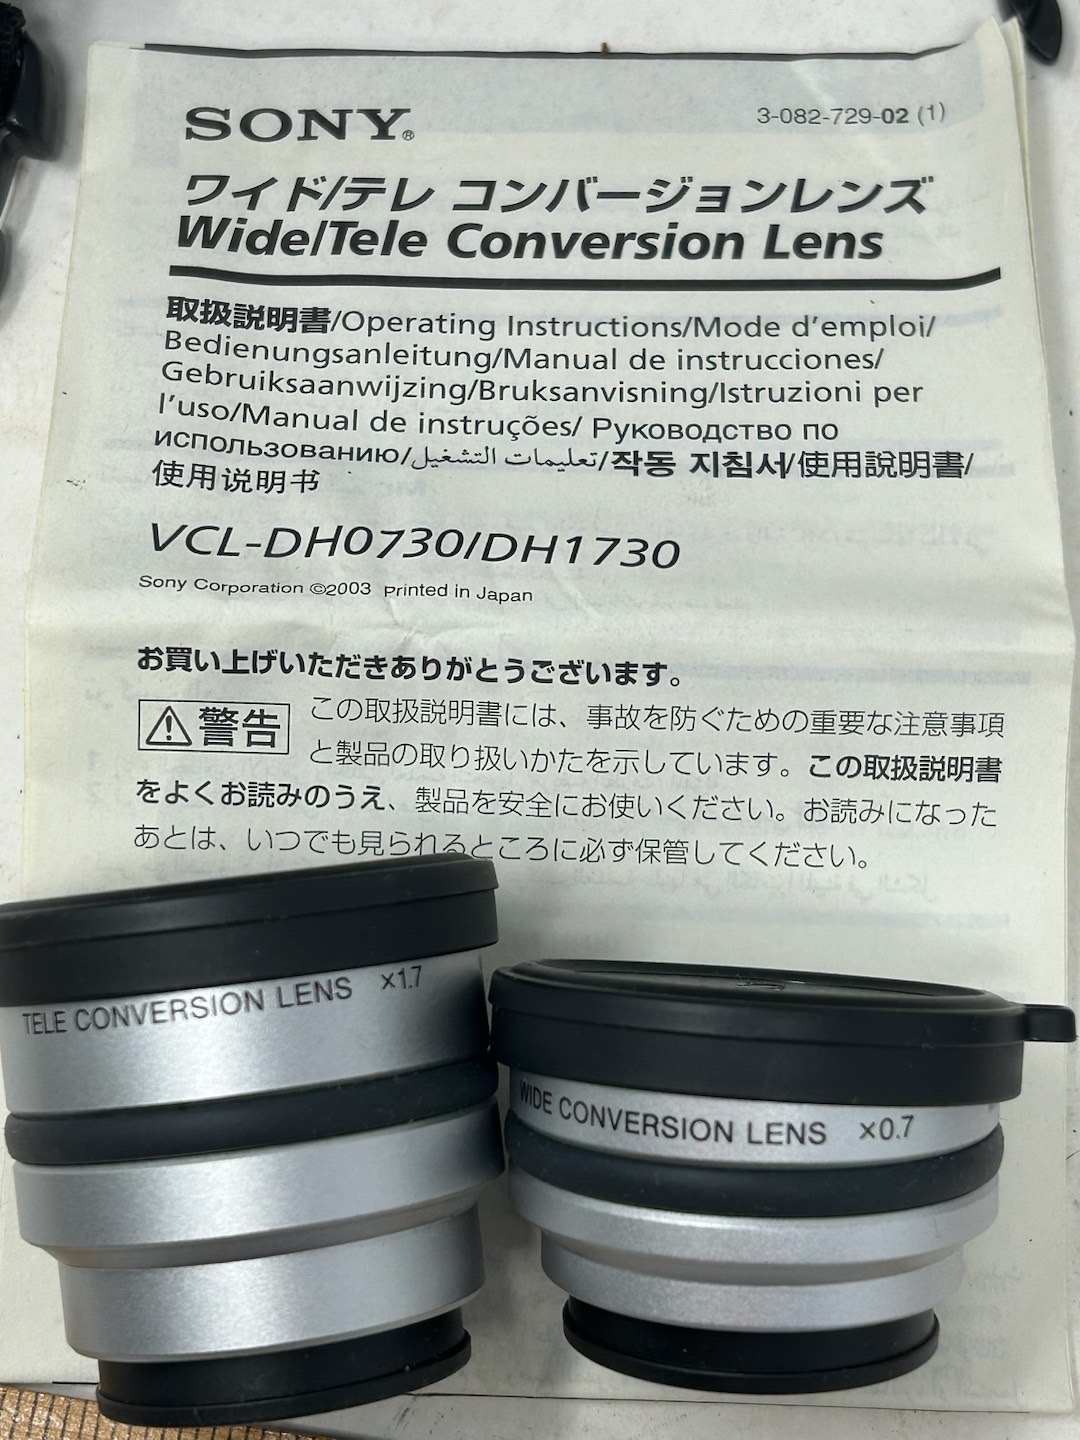 SONY®
3-082-729-02 (1)
ワイド/テレ コンバージョンレンズ
Wide/Tele Conversion Lens
取扱説明書/Operating Instructions/Mode d'emploi/
Bedienungsanleitung/Manual de instrucciones/
Gebruiksaanwijzing/Bruksanvisning/Istruzioni per
l'uso/Manual de instruções/ Руководство по
использованию/تعليمات التشغيل/작동 지침서/使用說明書/
使用说明书
VCL-DH0730/DH1730
Sony Corporation ©2003 Printed in Japan
お買い上げいただきありがとうございます。
⚠警告 この取扱説明書には、事故を防ぐための重要な注意事項
と製品の取り扱いかたを示しています。この取扱説明書
をよくお読みのうえ、製品を安全にお使いください。お読みになった
あとは、いつでも見られるところに必ず保管してください。
TELE CONVERSION LENS ×1.7
WIDE CONVERSION LENS ×0.7